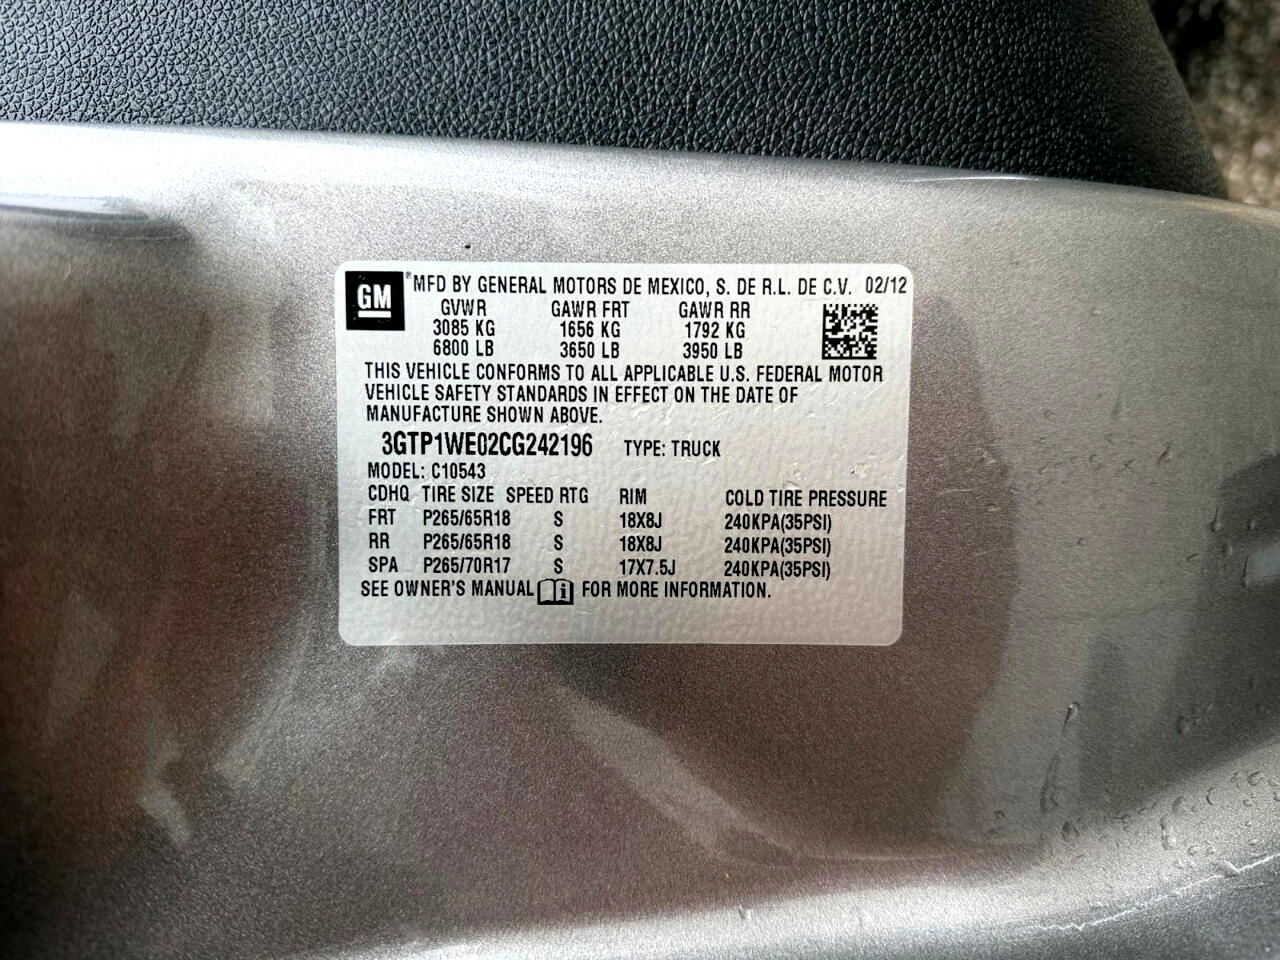 GM ® MFD BY GENERAL MOTORS DE MEXICO, S. DE R.L. DE C.V. 02/12
GVWR GAWR FRT GAWR RR
3085 KG 1656 KG 1792 KG
6800 LB 3650 LB 3950 LB
THIS VEHICLE CONFORMS TO ALL APPLICABLE U.S. FEDERAL MOTOR
VEHICLE SAFETY STANDARDS IN EFFECT ON THE DATE OF
MANUFACTURE SHOWN ABOVE.
3GTP1WE02CG242196 TYPE: TRUCK
MODEL: C10543
CDHQ TIRE SIZE SPEED RTG RIM COLD TIRE PRESSURE
FRT P265/65R18 S 18X8J 240KPA(35PSI)
RR P265/65R18 S 18X8J 240KPA(35PSI)
SPA P265/70R17 S 17X7.5J 240KPA(35PSI)
SEE OWNER'S MANUAL i FOR MORE INFORMATION.